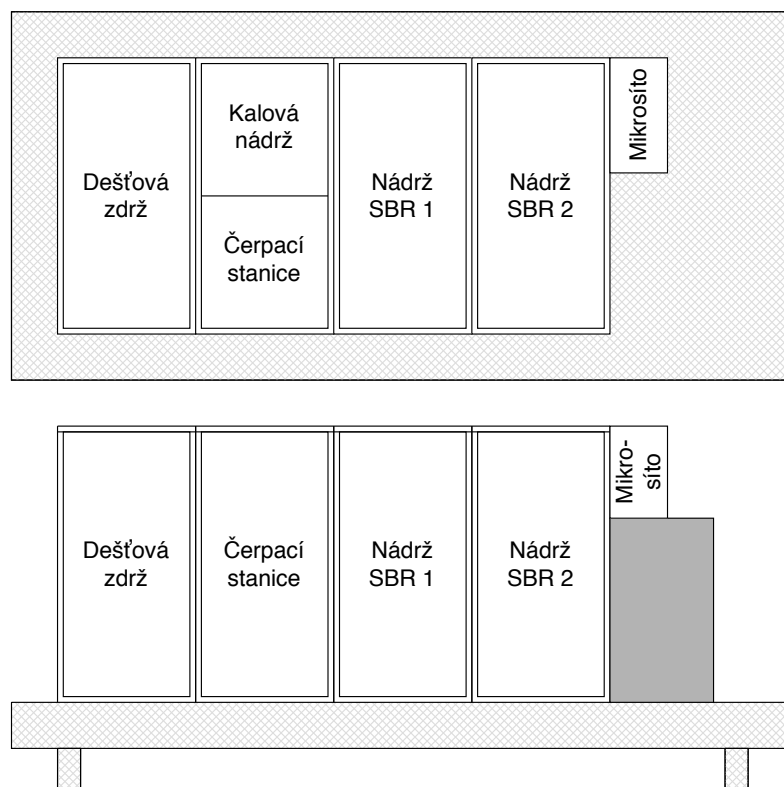 Dešťová
zdrž
Kalová
nádrž
Čerpací
stanice
Nádrž
SBR 1
Nádrž
SBR 2
Mikrosíto
Dešťová
zdrž
Čerpací
stanice
Nádrž
SBR 1
Nádrž
SBR 2
Mikro-
síto